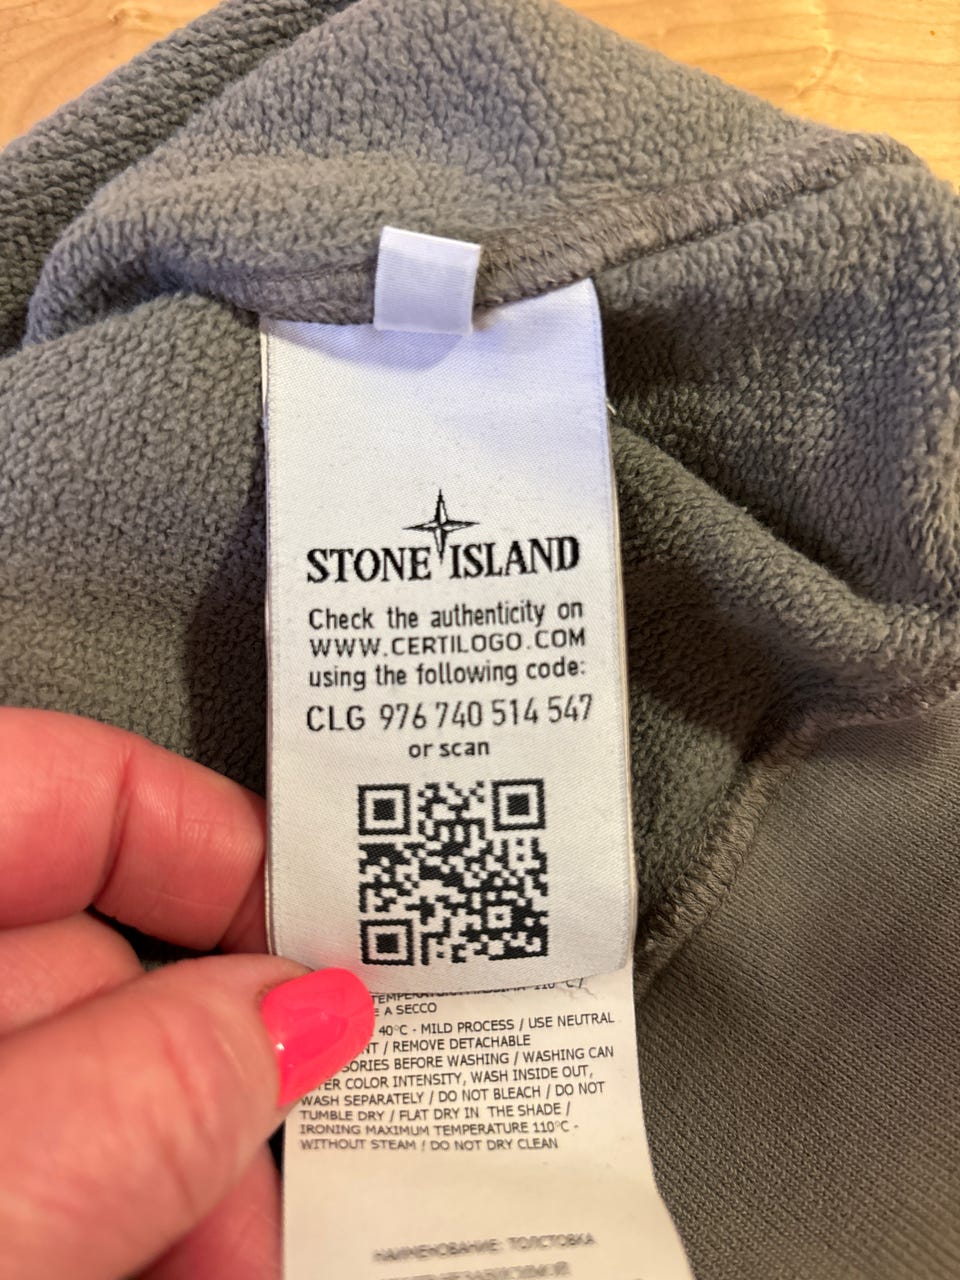 STONE ISLAND
Check the authenticity on
WWW.CERTILOGO.COM
using the following code:
CLG 976 740 514 547
or scan
TEMPERATURA MASSIMA 110°C /
A SECCO
40°C - MILD PROCESS / USE NEUTRAL
/ REMOVE DETACHABLE
BEFORE WASHING / WASHING CAN
COLOR INTENSITY, WASH INSIDE OUT,
WASH SEPARATELY / DO NOT BLEACH / DO NOT
TUMBLE DRY / FLAT DRY IN THE SHADE /
IRONING MAXIMUM TEMPERATURE 110°C -
WITHOUT STEAM / DO NOT DRY CLEAN
НАИМЕНОВАНИЕ: ТОЛСТОВКА